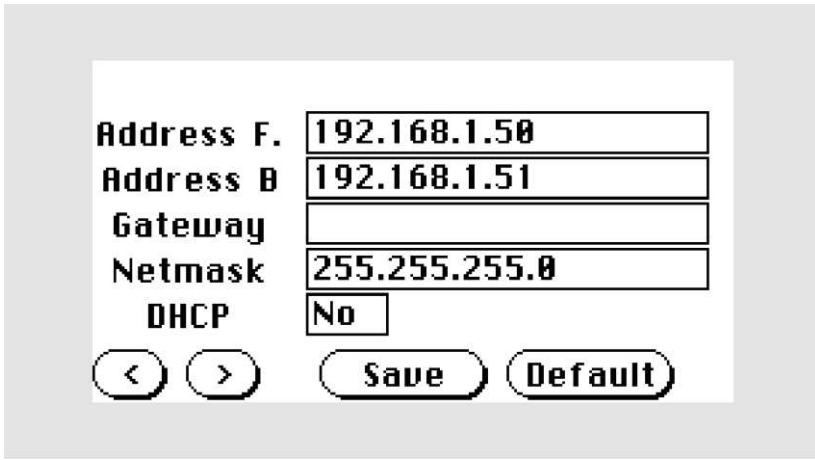 Address F. 192.168.1.50
Address B 192.168.1.51
Gateway
Netmask 255.255.255.0
DHCP No
< > Save Default